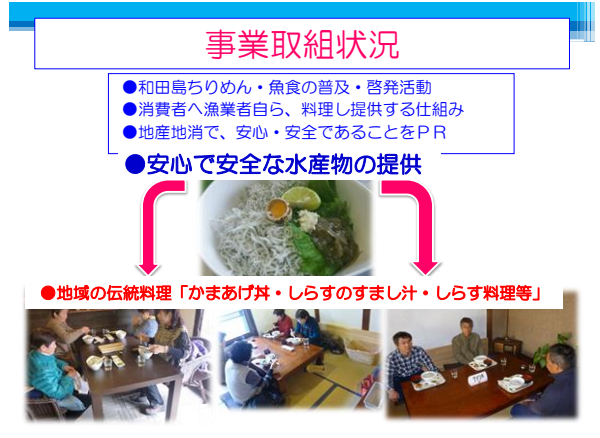 事業取組状況
●和田島ちりめん・魚食の普及・啓発活動
●消費者へ漁業者自ら、料理し提供する仕組み
●地産地消で、安心・安全であることをＰＲ
●安心で安全な水産物の提供
●地域の伝統料理「かまあげ丼・しらすのすまし汁・しらす料理等」